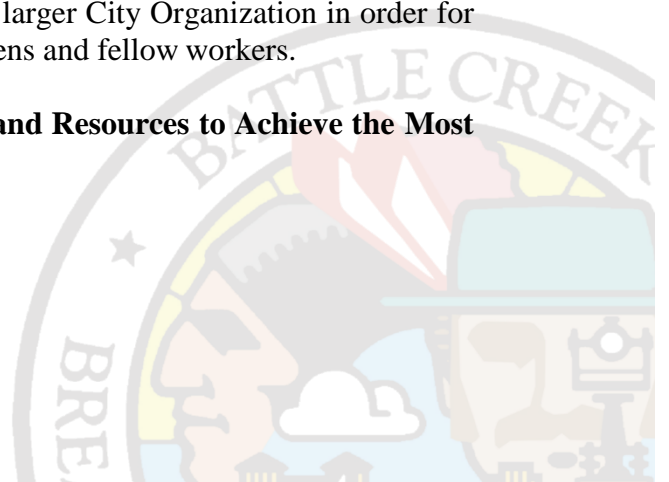 larger City Organization in order for
ens and fellow workers.
and Resources to Achieve the Most
BATTLE CREEK
BRE